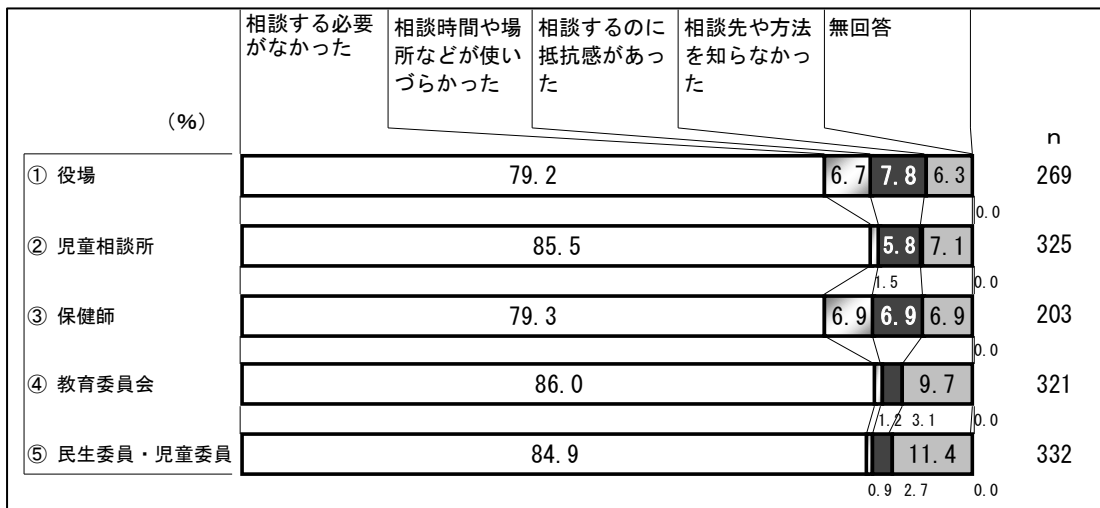 相談する必要
がなかった
相談時間や場
所などが使い
づらかった
相談するのに
抵抗感があっ
た
相談先や方法
を知らなかっ
た
無回答
(%)
n
① 役場 79.2 6.7 7.8 6.3 269
0.0
② 児童相談所 85.5 5.8 7.1 325
1.5 0.0
③ 保健師 79.3 6.9 6.9 6.9 203
0.0
④ 教育委員会 86.0 9.7 321
1.2 3.1 0.0
⑤ 民生委員・児童委員 84.9 11.4 332
0.9 2.7 0.0